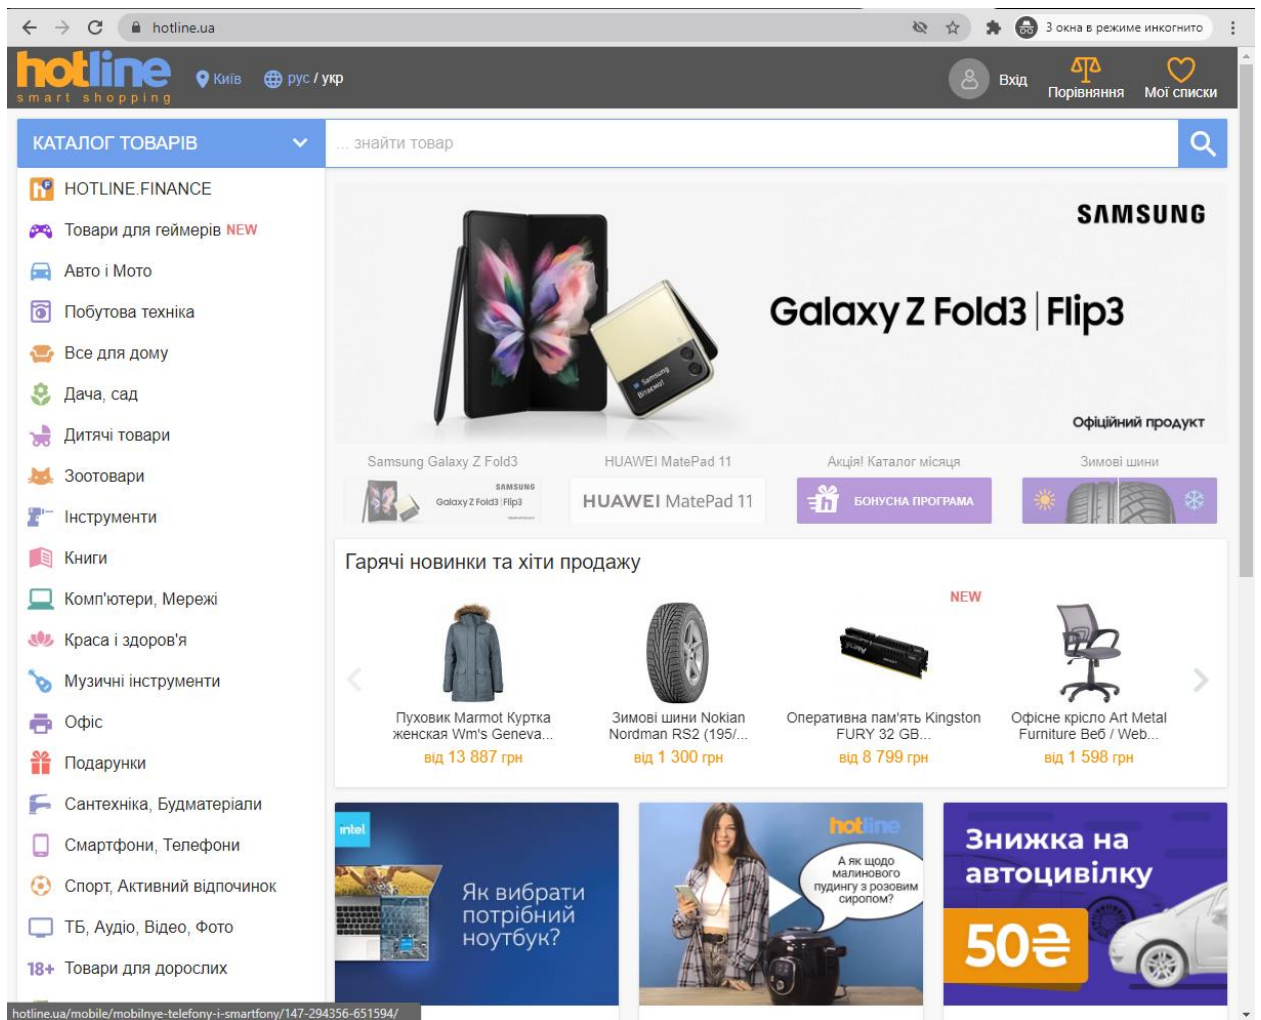 hotline.ua
3 окна в режиме инкогнито
hotline
smart shopping
Київ
рус / укр
Вхід
Порівняння
Мої списки
КАТАЛОГ ТОВАРІВ
... знайти товар
HOTLINE.FINANCE
Товари для геймерів NEW
Авто і Мото
Побутова техніка
Все для дому
Дача, сад
Дитячі товари
Зоотовари
Інструменти
Книги
Комп'ютери, Мережі
Краса і здоров'я
Музичні інструменти
Офіс
Подарунки
Сантехніка, Будматеріали
Смартфони, Телефони
Спорт, Активний відпочинок
ТБ, Аудіо, Відео, Фото
18+ Товари для дорослих
SAMSUNG
Galaxy Z Fold3 | Flip3
Samsung
Вітаємо!
Офіційний продукт
Samsung Galaxy Z Fold3
HUAWEI MatePad 11
Акція! Каталог місяця
Зимові шини
SAMSUNG
Galaxy Z Fold3 | Flip3
HUAWEI MatePad 11
БОНУСНА ПРОГРАМА
Гарячі новинки та хіти продажу
NEW
FURY
Пуховик Marmot Куртка
женская Wm's Geneva...
від 13 887 грн
Зимові шини Nokian
Nordman RS2 (195/...
від 1 300 грн
Оперативна пам'ять Kingston
FURY 32 GB...
від 8 799 грн
Офісне крісло Art Metal
Furniture Веб / Web...
від 1 598 грн
intel
Як вибрати
потрібний
ноутбук?
hotline
А як щодо
малинового
пудингу з розовим
сиропом?
Знижка на
автоцивілку
50₴
hotline.ua/mobile/mobilnye-telefony-i-smartfony/147-294356-651594/